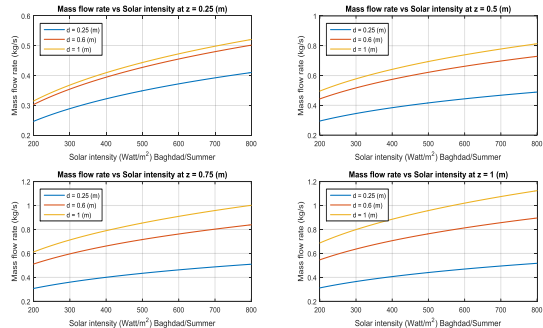 Mass flow rate vs Solar intensity at z = 0.25 (m)
d = 0.25 (m)
d = 0.6 (m)
d = 1 (m)
Mass flow rate (kg/s)
0.6
0.5
0.4
0.3
0.2
200 300 400 500 600 700 800
Solar intensity (Watt/m²) Baghdad/Summer
Mass flow rate vs Solar intensity at z = 0.5 (m)
d = 0.25 (m)
d = 0.6 (m)
d = 1 (m)
Mass flow rate (kg/s)
1
0.8
0.6
0.4
0.2
200 300 400 500 600 700 800
Solar intensity (Watt/m²) Baghdad/Summer
Mass flow rate vs Solar intensity at z = 0.75 (m)
d = 0.25 (m)
d = 0.6 (m)
d = 1 (m)
Mass flow rate (kg/s)
1.2
1
0.8
0.6
0.4
0.2
200 300 400 500 600 700 800
Solar intensity (Watt/m²) Baghdad/Summer
Mass flow rate vs Solar intensity at z = 1 (m)
d = 0.25 (m)
d = 0.6 (m)
d = 1 (m)
Mass flow rate (kg/s)
1.2
1
0.8
0.6
0.4
0.2
200 300 400 500 600 700 800
Solar intensity (Watt/m²) Baghdad/Summer